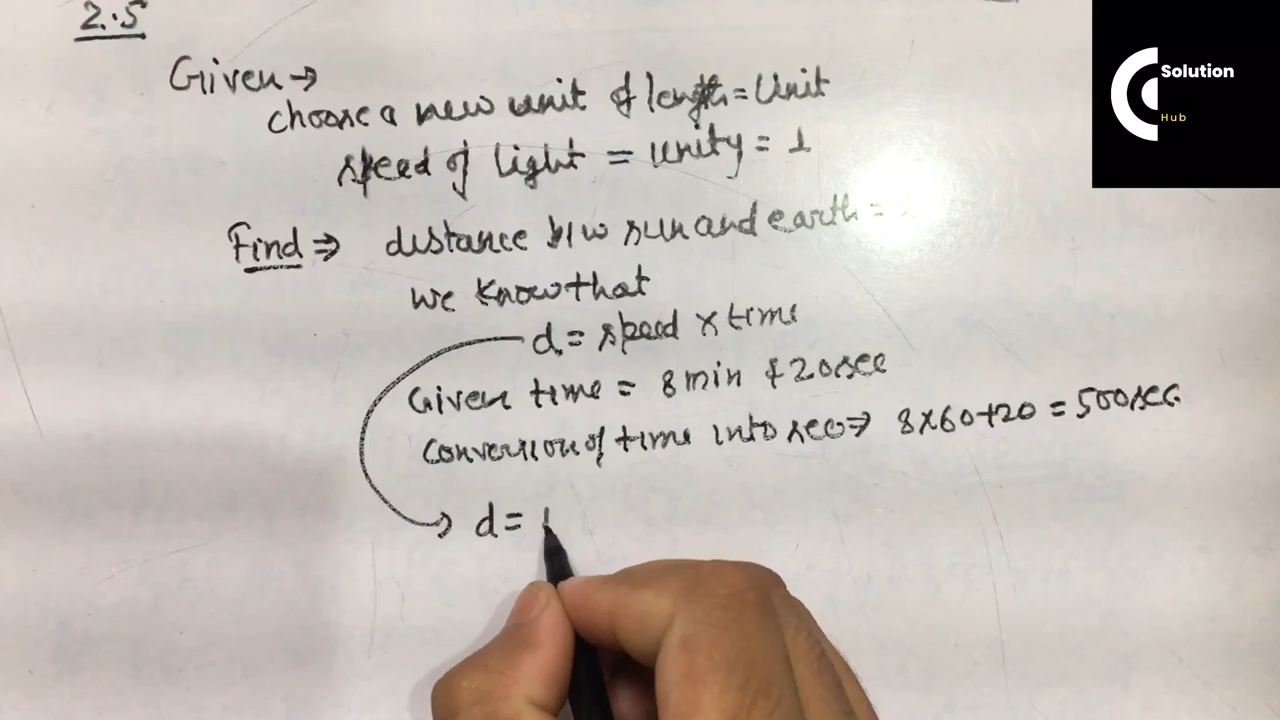 2.5
Solution
Hub
Given →
choose a new unit of length = Unit
speed of light = unity = 1
Find ⇒ distance b/w sun and earth =
we know that
d = speed × time
Given time = 8 min & 20 sec
Conversion of time into sec ⇒ 8×60+20 = 500 sec
d = 1